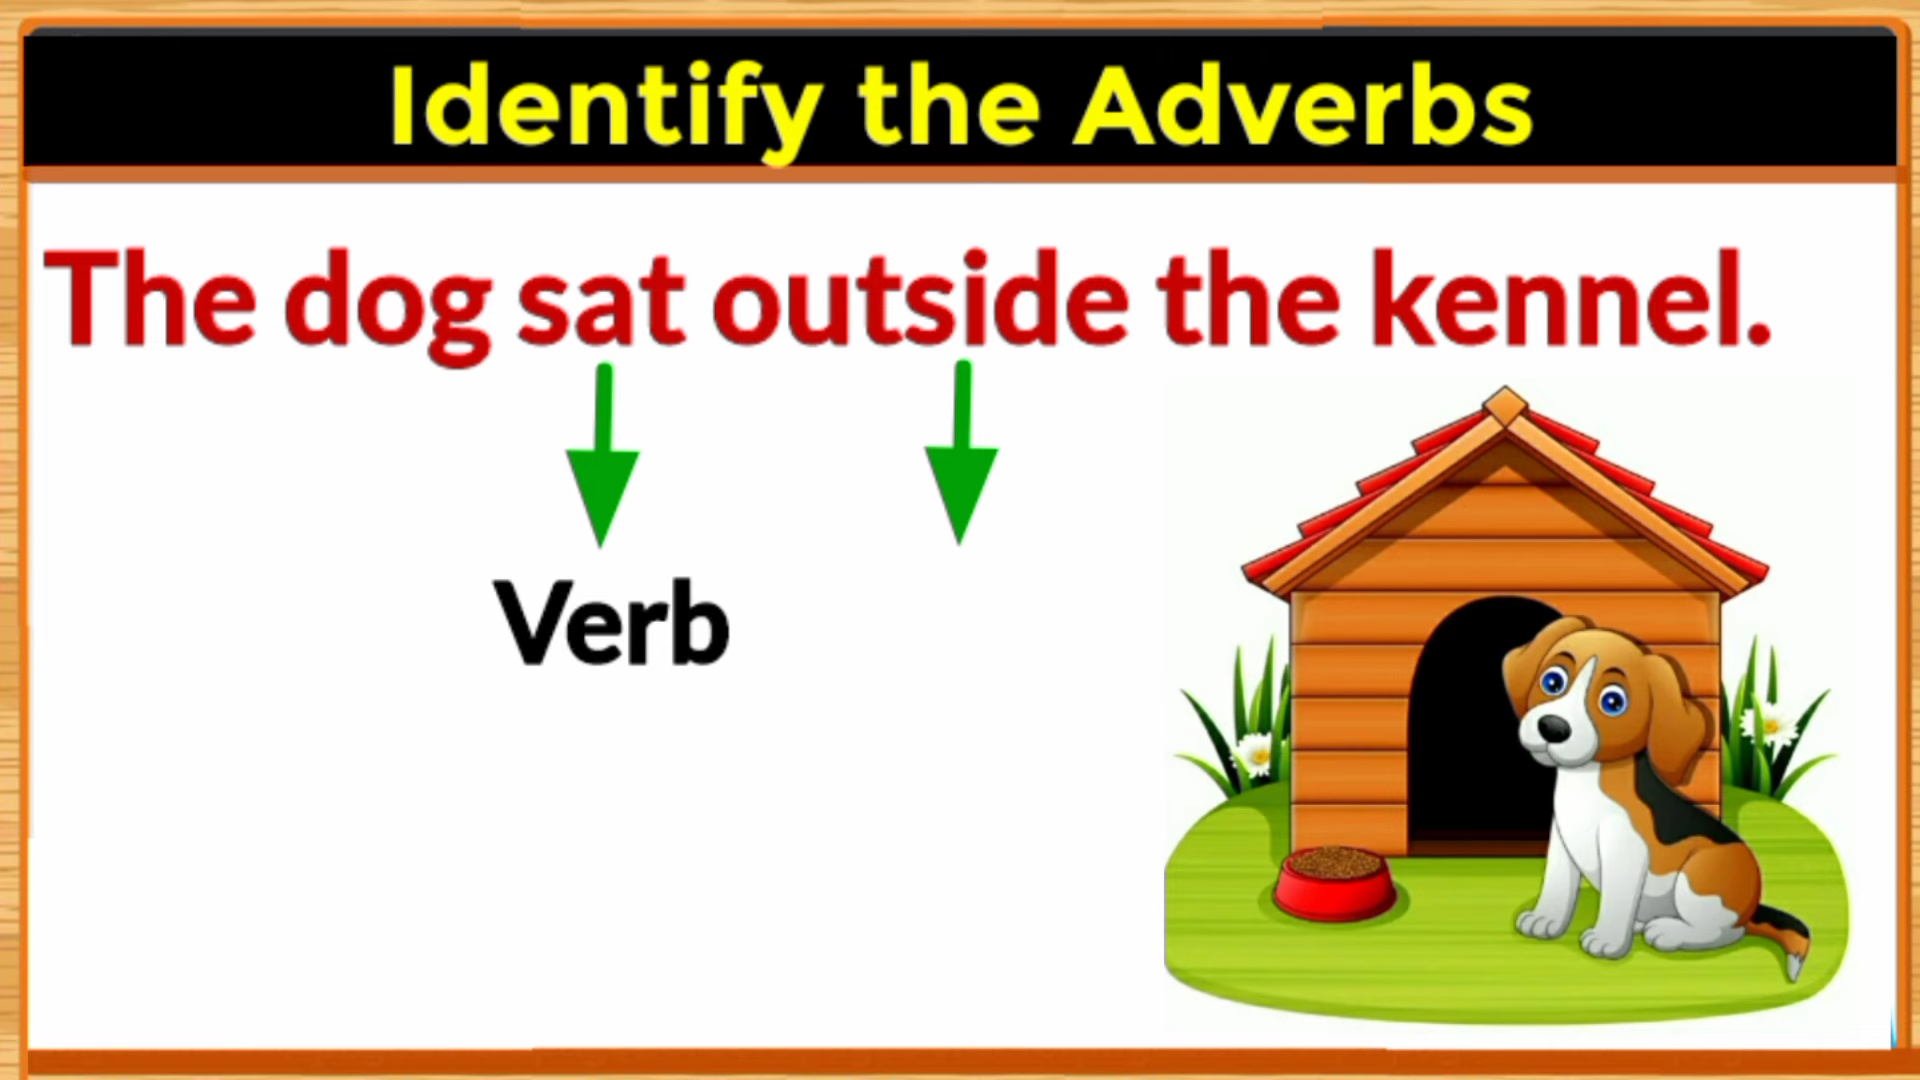 Identify the Adverbs
The dog sat outside the kennel.
Verb